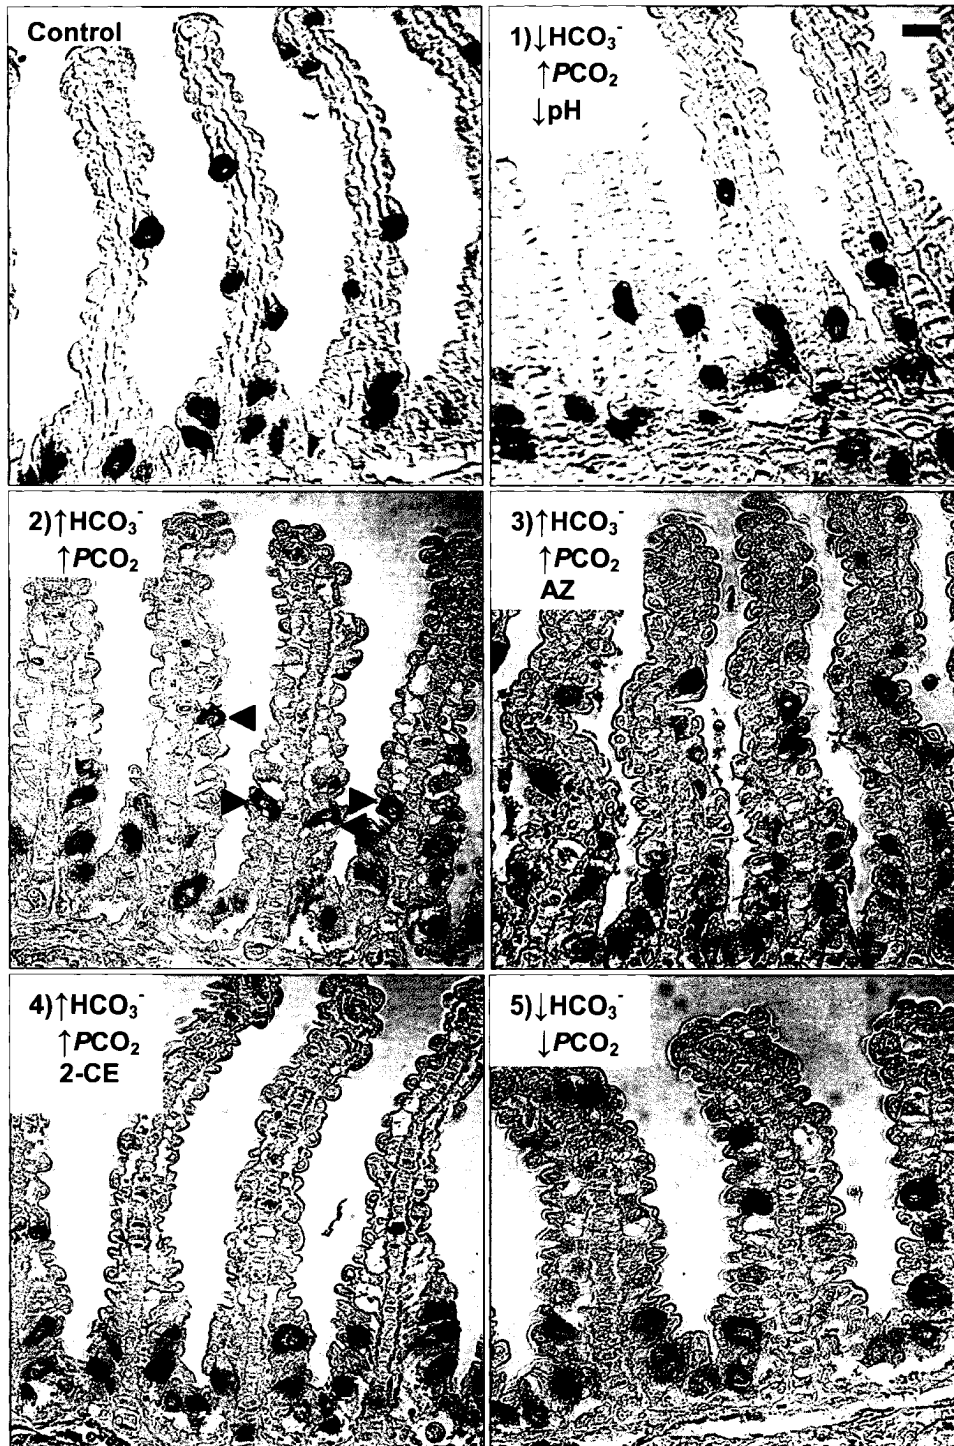 Control
1)↓HCO₃⁻
↑PCO₂
↓pH
2)↑HCO₃⁻
↑PCO₂
3)↑HCO₃⁻
↑PCO₂
AZ
4)↑HCO₃⁻
↑PCO₂
2-CE
5)↓HCO₃⁻
↓PCO₂